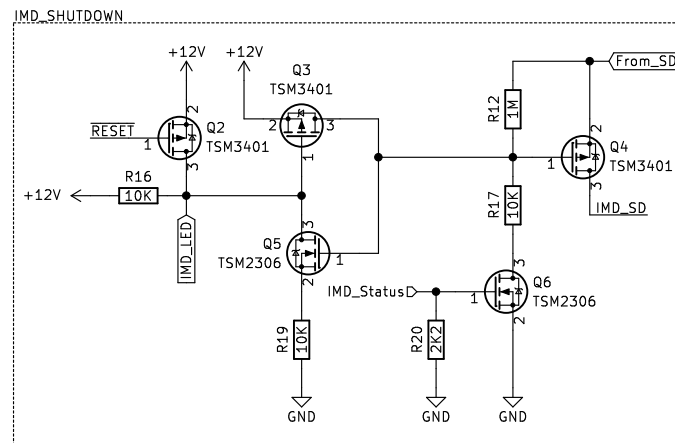 IMD_SHUTDOWN
+12V
+12V
Q3
TSM3401
From_SD
R12
1M
2
2
3
2
RESET
1
Q2
TSM3401
1
1
Q4
TSM3401
3
3
+12V
R16
10K
R17
10K
IMD_SD
IMD_LED
Q5
TSM2306
3
1
2
IMD_Status
3
1
Q6
TSM2306
2
R19
10K
R20
2K2
GND
GND
GND